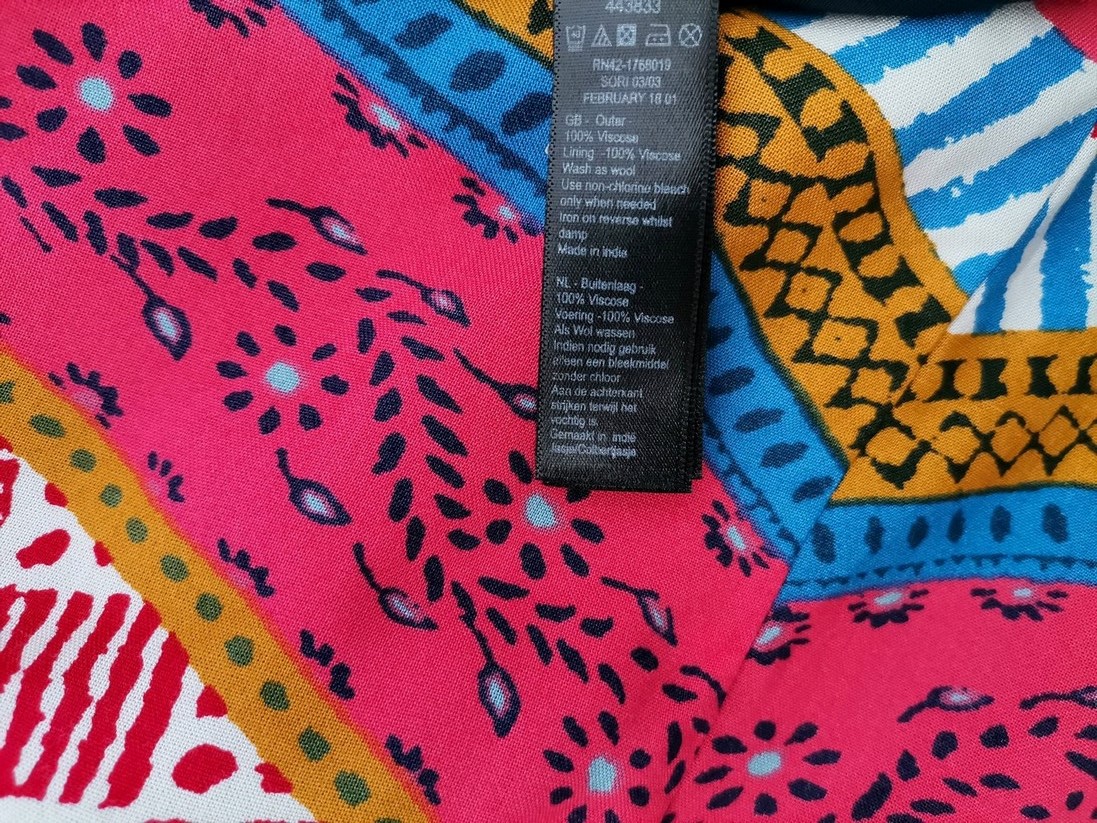 443833
RN42-1768019
SORI 03/03
FEBRUARY 18 01
GB - Outer -
100% Viscose
Lining -100% Viscose
Wash as wool
Use non-chlorine bleach
only when needed
Iron on reverse whilst
damp
Made in india
NL - Buitenlaag -
100% Viscose
Voering -100% Viscose
Als Wol wassen
Indien nodig gebruik
alleen een bleekmiddel
zonder chloor
Aan de achterkant
strijken terwijl het
vochtig is.
Gemaakt in indië
/Colbertjasje